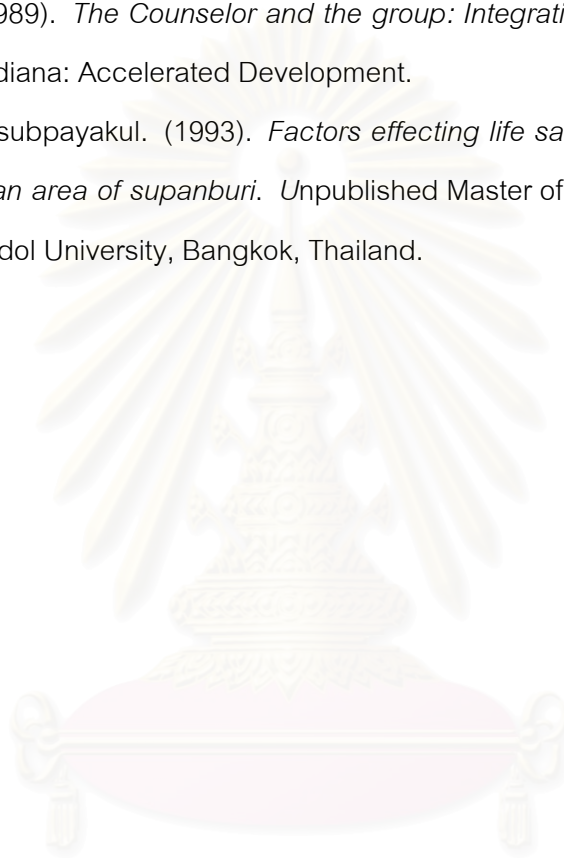 989). The Counselor and the group: Integrati
diana: Accelerated Development.
subpayakul. (1993). Factors effecting life sa
an area of supanburi. Unpublished Master of
dol University, Bangkok, Thailand.